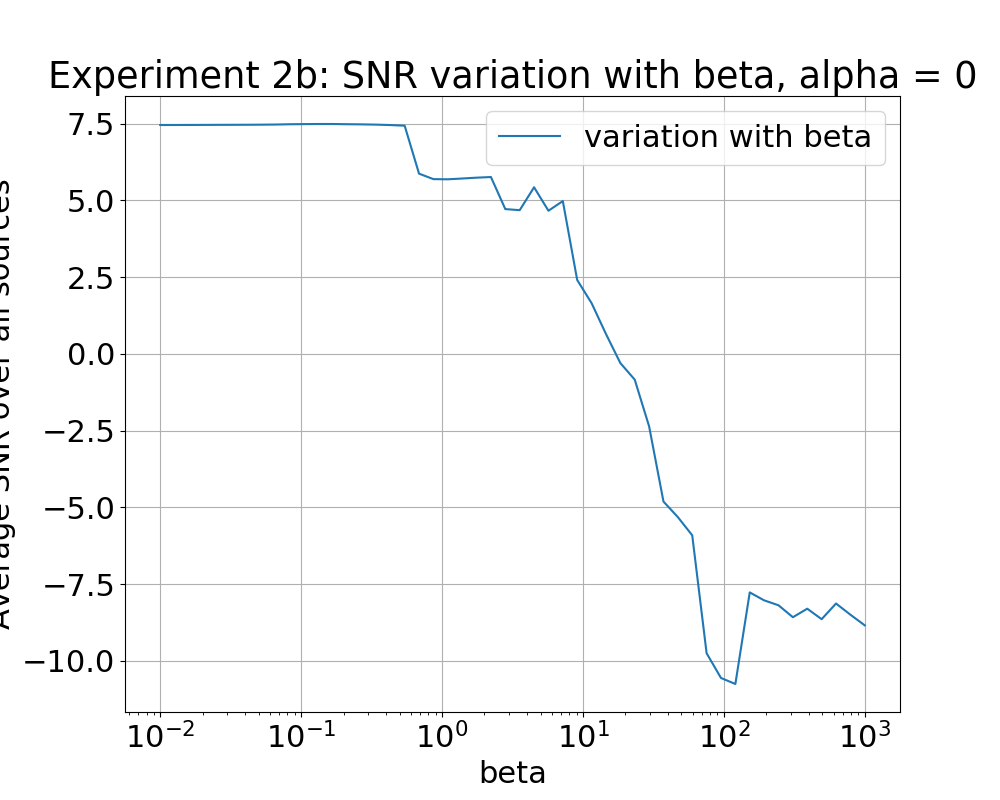 Experiment 2b: SNR variation with beta, alpha = 0
variation with beta
Average SNR over all sources
7.5
5.0
2.5
0.0
−2.5
−5.0
−7.5
−10.0
10⁻² 10⁻¹ 10⁰ 10¹ 10² 10³
beta